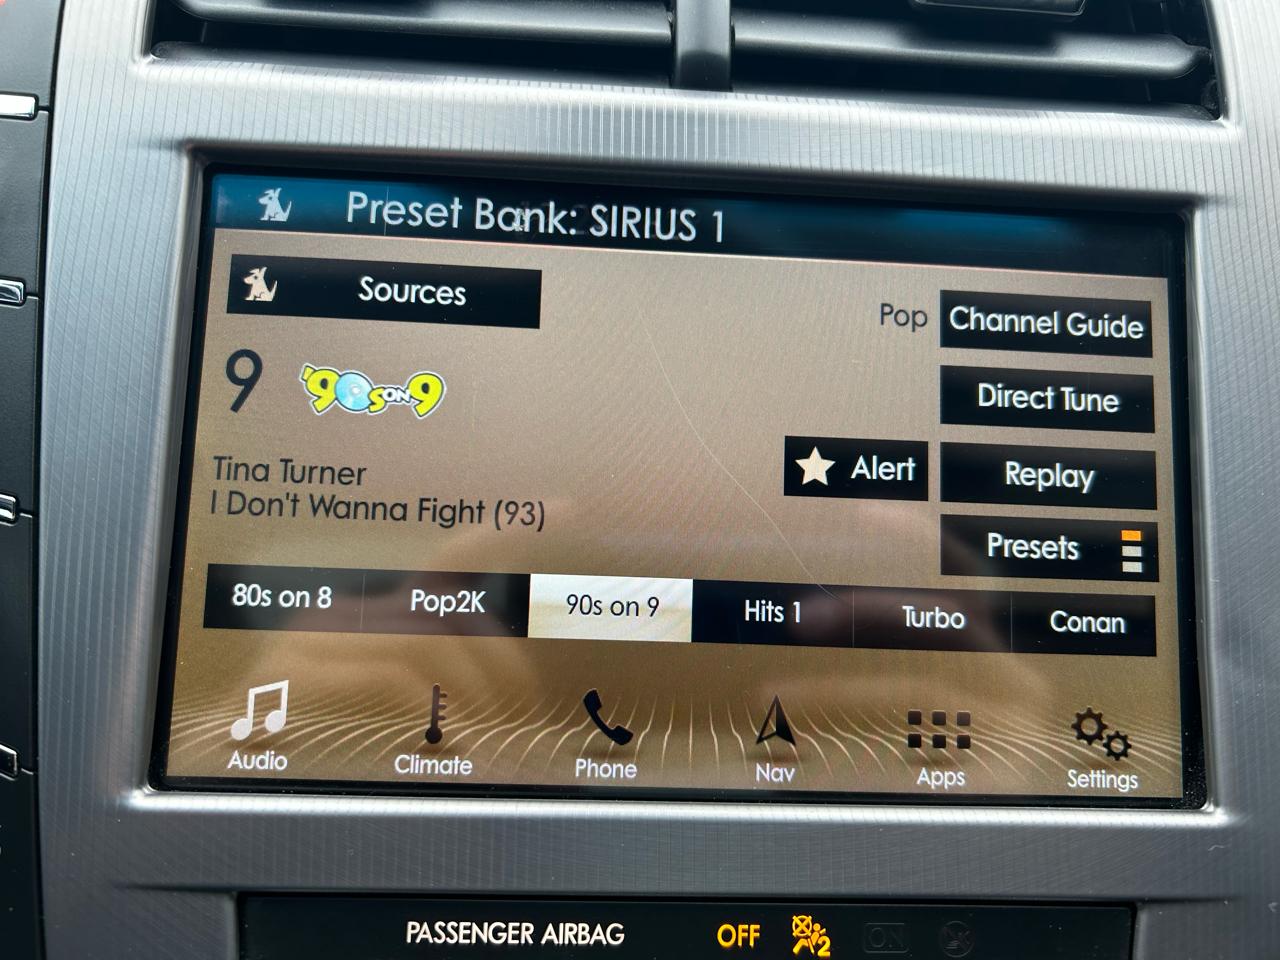 Preset Bank: SIRIUS 1
Sources
Pop
Channel Guide
9
'90s ON 9
Direct Tune
Alert
Replay
Tina Turner
I Don't Wanna Fight (93)
Presets
80s on 8
Pop2K
90s on 9
Hits 1
Turbo
Conan
Audio
Climate
Phone
Nav
Apps
Settings
PASSENGER AIRBAG OFF 2 ON